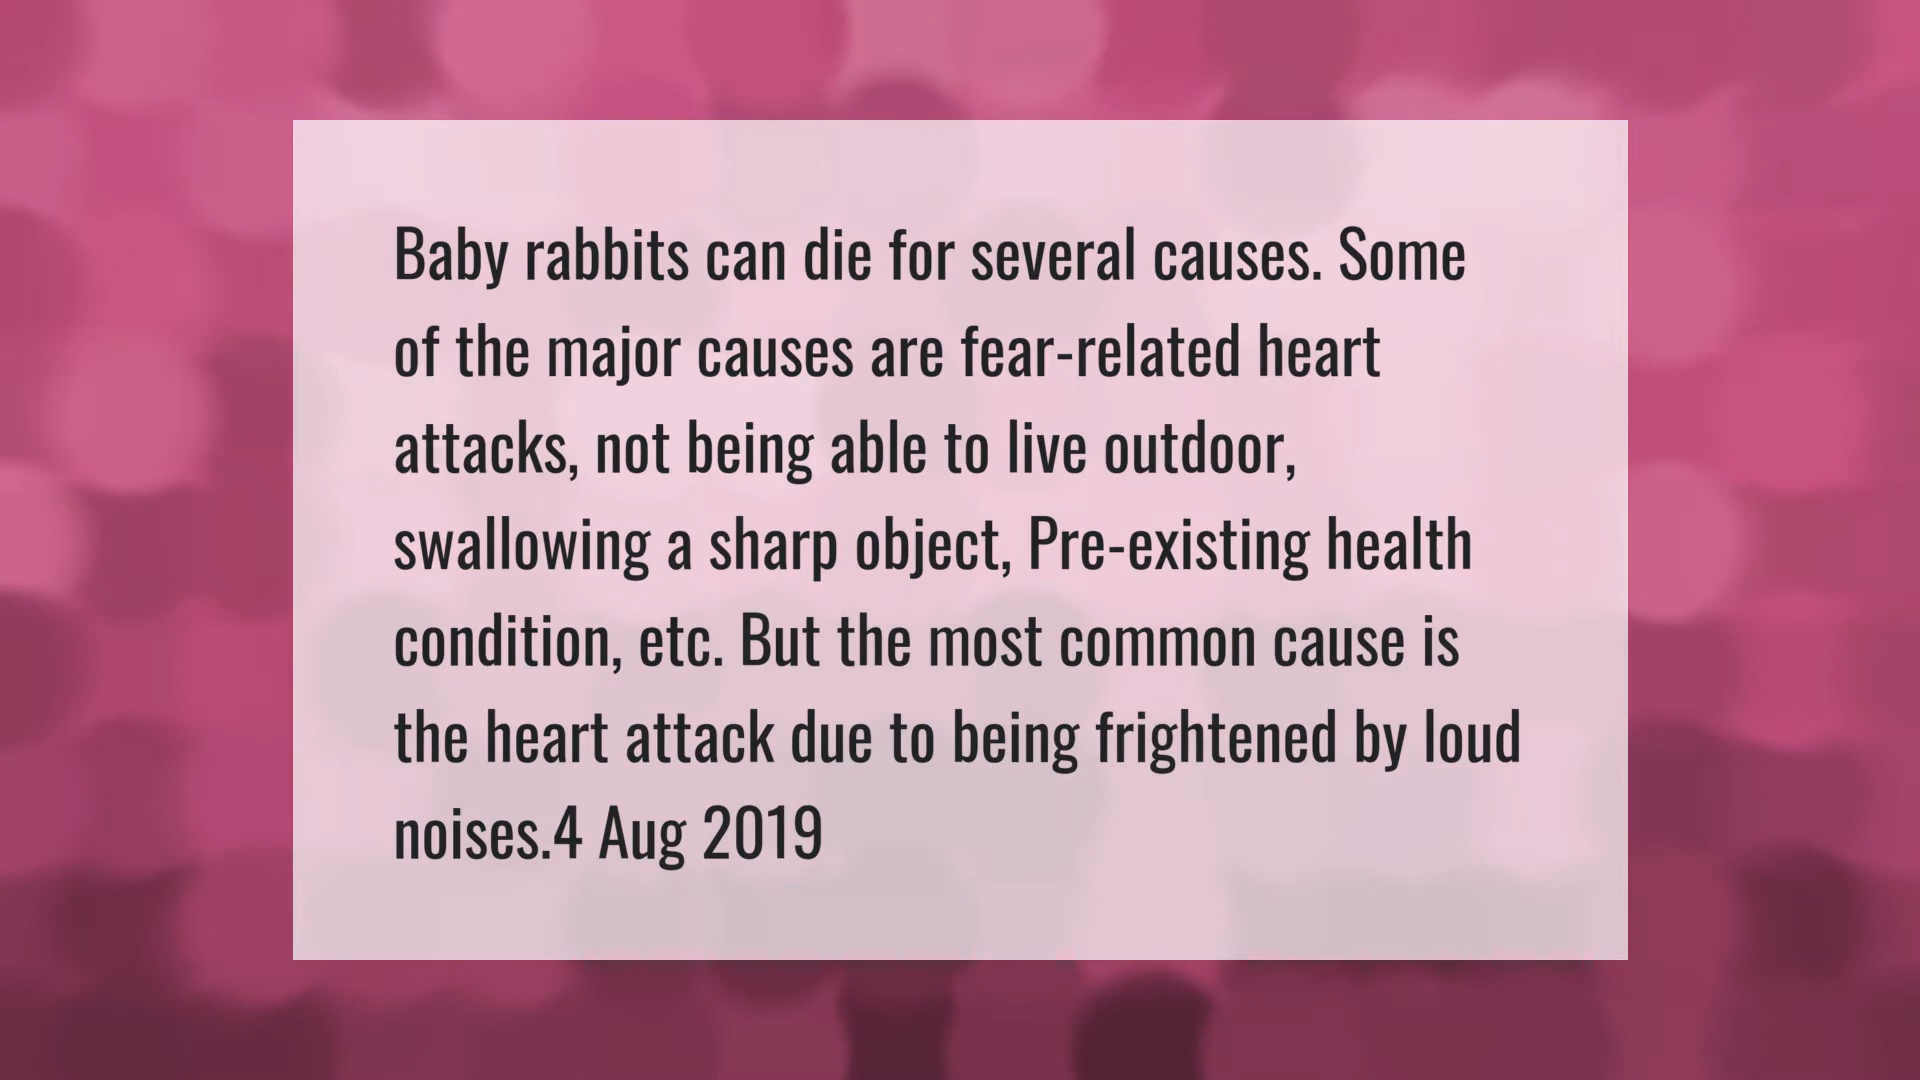 Baby rabbits can die for several causes. Some
of the major causes are fear-related heart
attacks, not being able to live outdoor,
swallowing a sharp object, Pre-existing health
condition, etc. But the most common cause is
the heart attack due to being frightened by loud
noises.4 Aug 2019